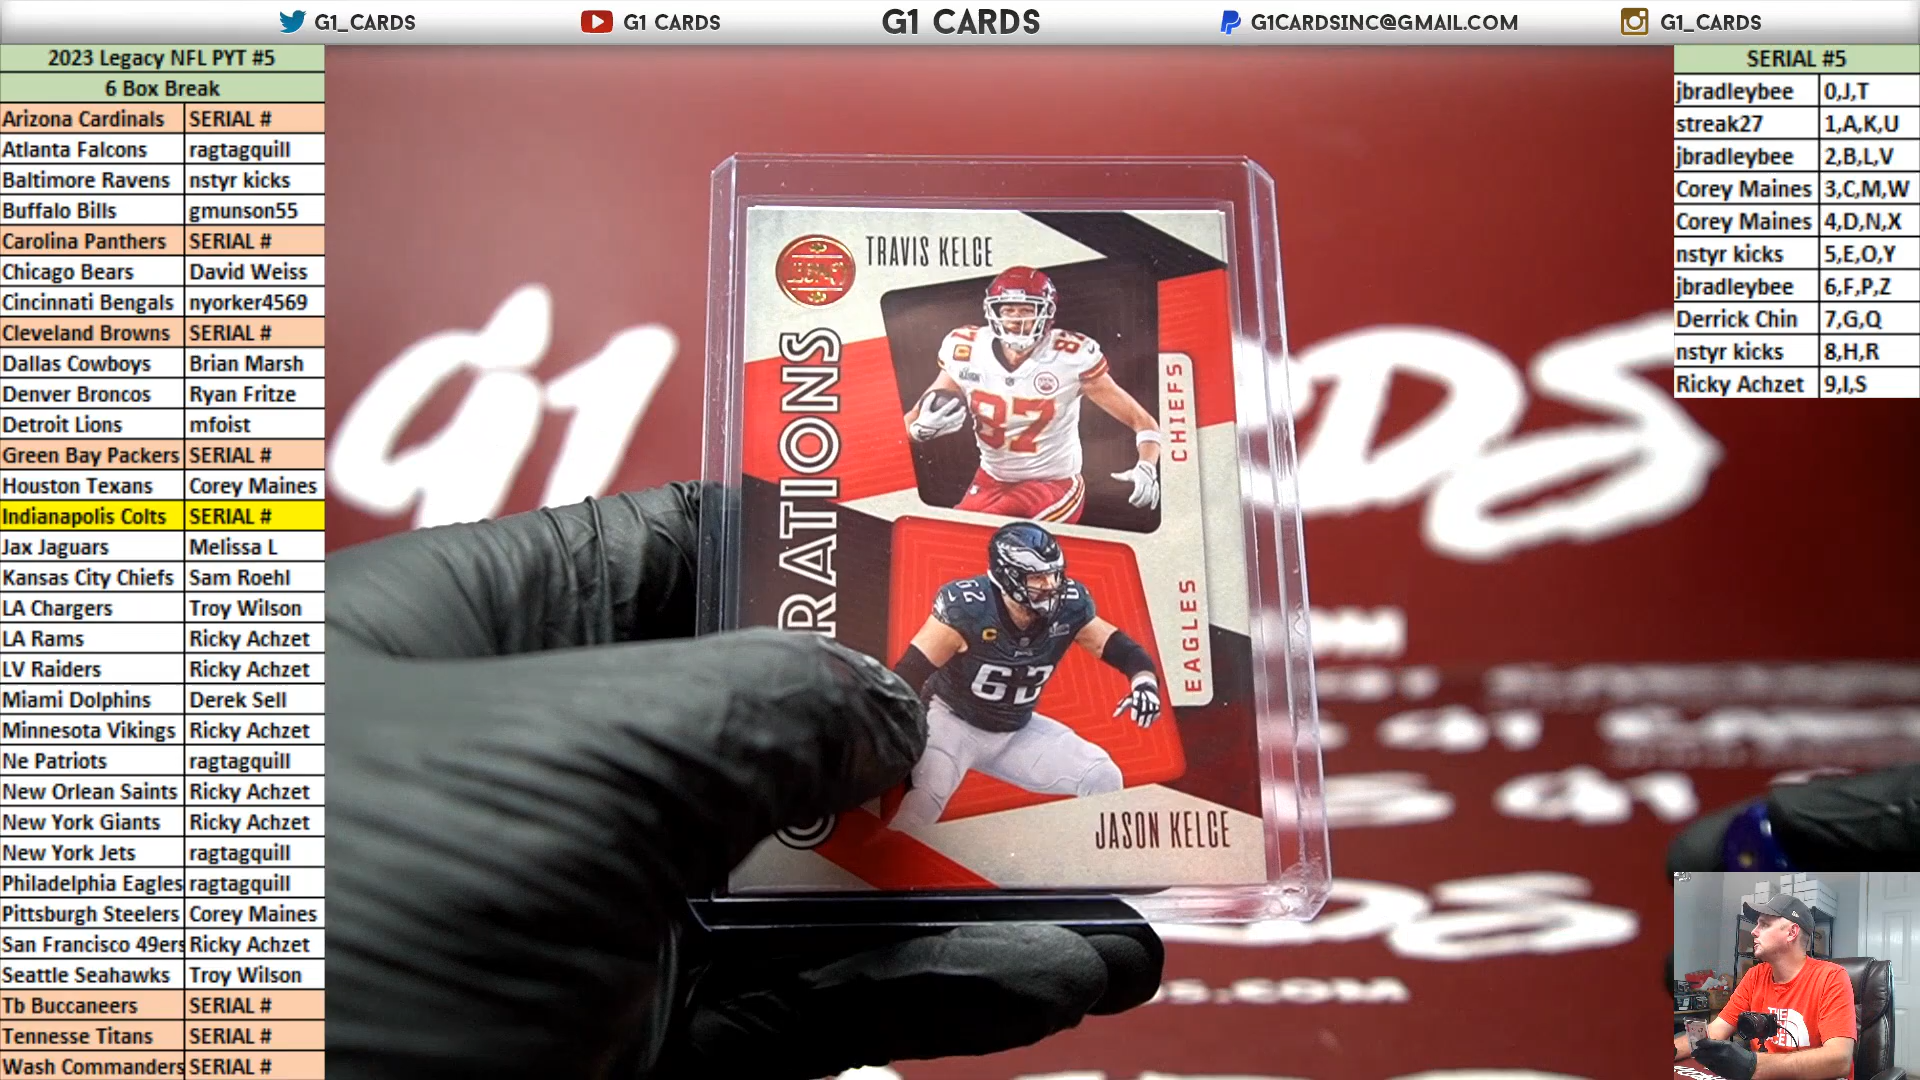 G1_CARDS
G1 CARDS
G1 CARDS
G1CARDSINC@GMAIL.COM
G1_CARDS
2023 Legacy NFL PYT #5
6 Box Break
Arizona Cardinals SERIAL #
Atlanta Falcons ragtagquill
Baltimore Ravens nstyr kicks
Buffalo Bills gmunson55
Carolina Panthers SERIAL #
Chicago Bears David Weiss
Cincinnati Bengals nyorker4569
Cleveland Browns SERIAL #
Dallas Cowboys Brian Marsh
Denver Broncos Ryan Fritze
Detroit Lions mfoist
Green Bay Packers SERIAL #
Houston Texans Corey Maines
Indianapolis Colts SERIAL #
Jax Jaguars Melissa L
Kansas City Chiefs Sam Roehl
LA Chargers Troy Wilson
LA Rams Ricky Achzet
LV Raiders Ricky Achzet
Miami Dolphins Derek Sell
Minnesota Vikings Ricky Achzet
Ne Patriots ragtagquill
New Orlean Saints Ricky Achzet
New York Giants Ricky Achzet
New York Jets ragtagquill
Philadelphia Eagles ragtagquill
Pittsburgh Steelers Corey Maines
San Francisco 49ers Ricky Achzet
Seattle Seahawks Troy Wilson
Tb Buccaneers SERIAL #
Tennesse Titans SERIAL #
Wash Commanders SERIAL #
LEGACY
TRAVIS KELCE
87
87
CHIEFS
RATIONS
62
62
EAGLES
JASON KELCE
G1
RDS
SERIAL #5
jbradleybee 0,J,T
streak27 1,A,K,U
jbradleybee 2,B,L,V
Corey Maines 3,C,M,W
Corey Maines 4,D,N,X
nstyr kicks 5,E,O,Y
jbradleybee 6,F,P,Z
Derrick Chin 7,G,Q
nstyr kicks 8,H,R
Ricky Achzet 9,I,S
THE